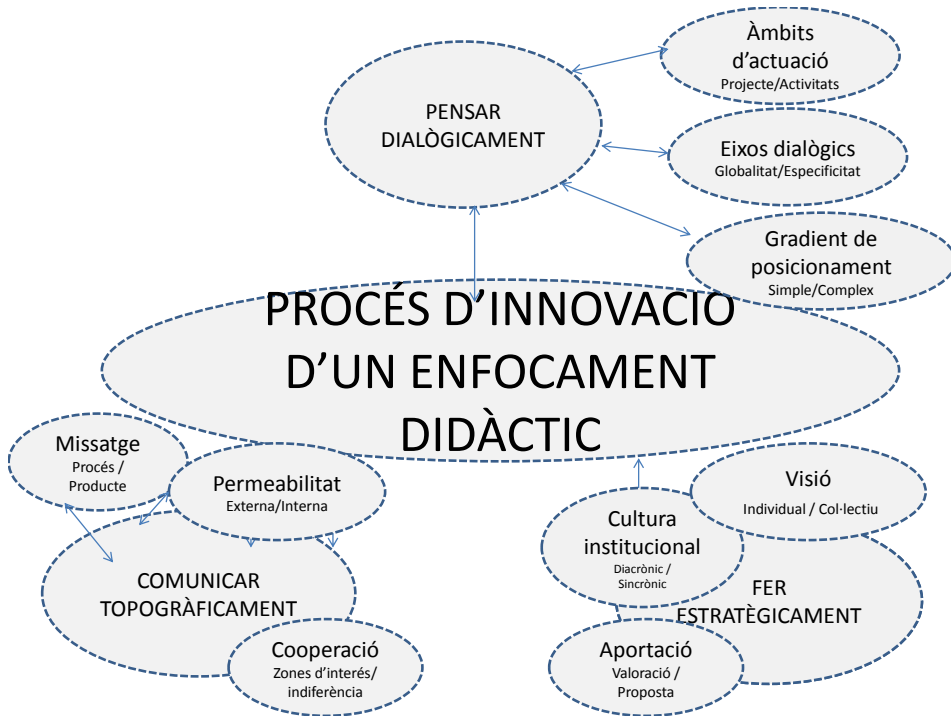 Àmbits
d'actuació
Projecte/Activitats
PENSAR
DIALÒGICAMENT
Eixos dialògics
Globalitat/Especificitat
Gradient de
posicionament
Simple/Complex
PROCÉS D'INNOVACIO
D'UN ENFOCAMENT
DIDÀCTIC
Missatge
Procés /
Producte
Permeabilitat
Externa/Interna
COMUNICAR
TOPOGRÀFICAMENT
Cooperació
Zones d'interés/
indiferència
Visió
Individual / Col·lectiu
Cultura
institucional
Diacrònic /
Sincrònic
FER
ESTRATÈGICAMENT
Aportació
Valoració /
Proposta